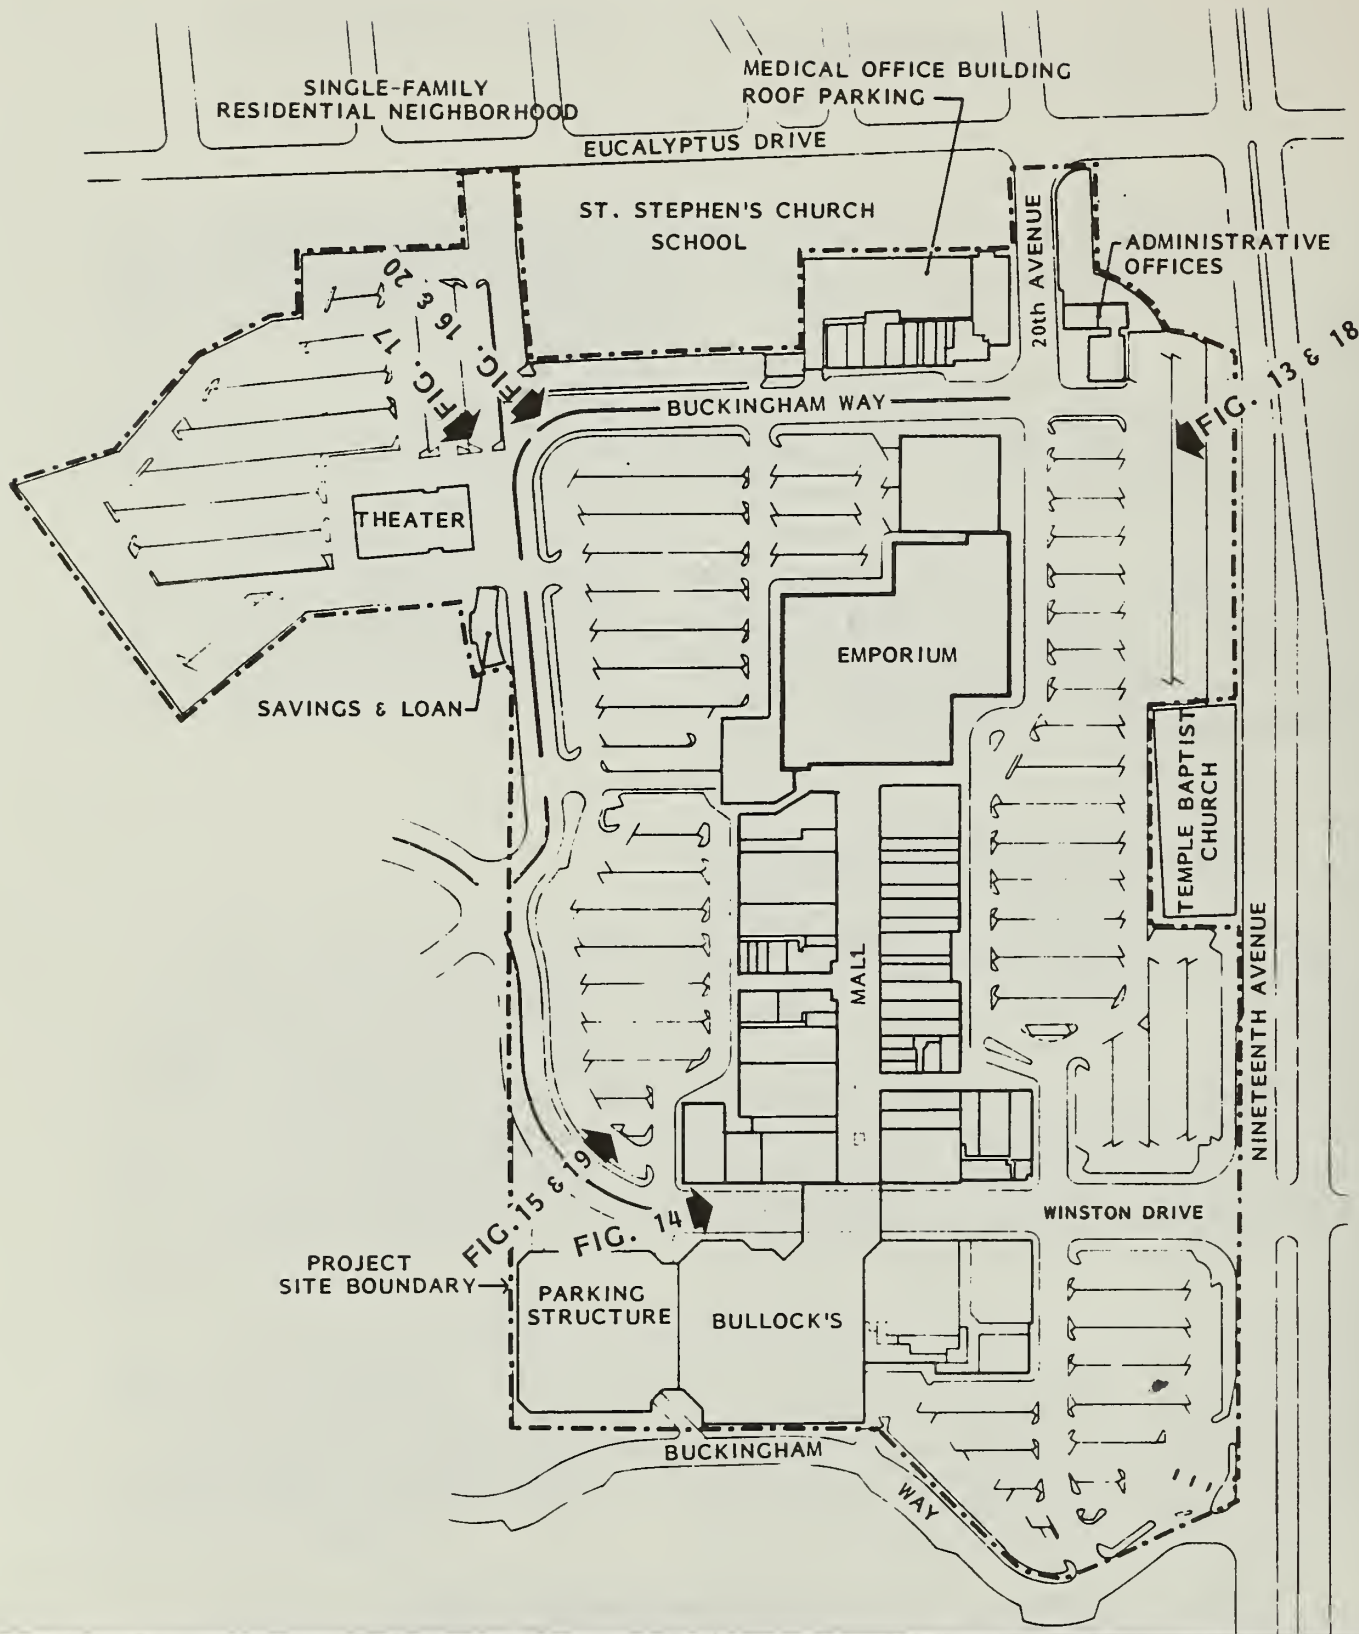 SINGLE-FAMILY
RESIDENTIAL NEIGHBORHOOD
MEDICAL OFFICE BUILDING
ROOF PARKING
EUCALYPTUS DRIVE
ST. STEPHEN'S CHURCH
SCHOOL
20th AVENUE
ADMINISTRATIVE
OFFICES
FIG. 17
FIG. 16 & 20
FIG. 13 & 18
BUCKINGHAM WAY
THEATER
EMPORIUM
SAVINGS & LOAN
TEMPLE BAPTIST
CHURCH
MALL
NINETEENTH AVENUE
FIG. 15 & 19
FIG. 14
WINSTON DRIVE
PROJECT
SITE BOUNDARY
PARKING
STRUCTURE
BULLOCK'S
BUCKINGHAM
WAY